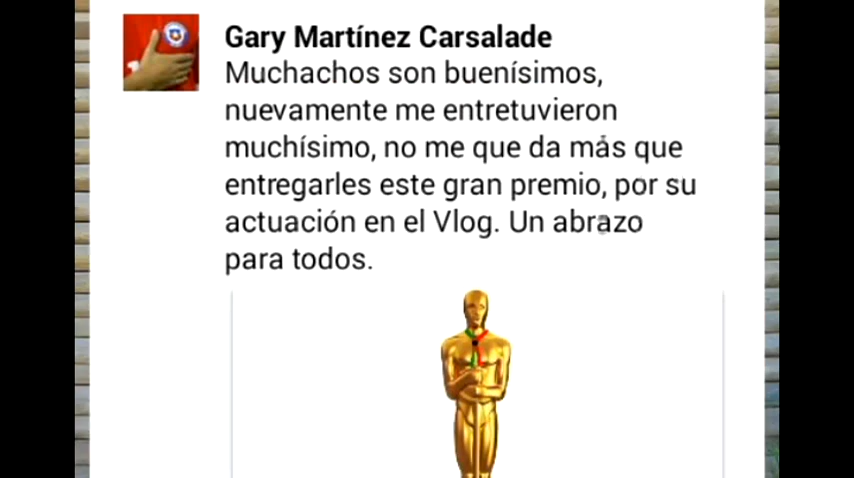 Gary Martínez Carsalade
Muchachos son buenísimos,
nuevamente me entretuvieron
muchísimo, no me que da más que
entregarles este gran premio, por su
actuación en el Vlog. Un abrazo
para todos.